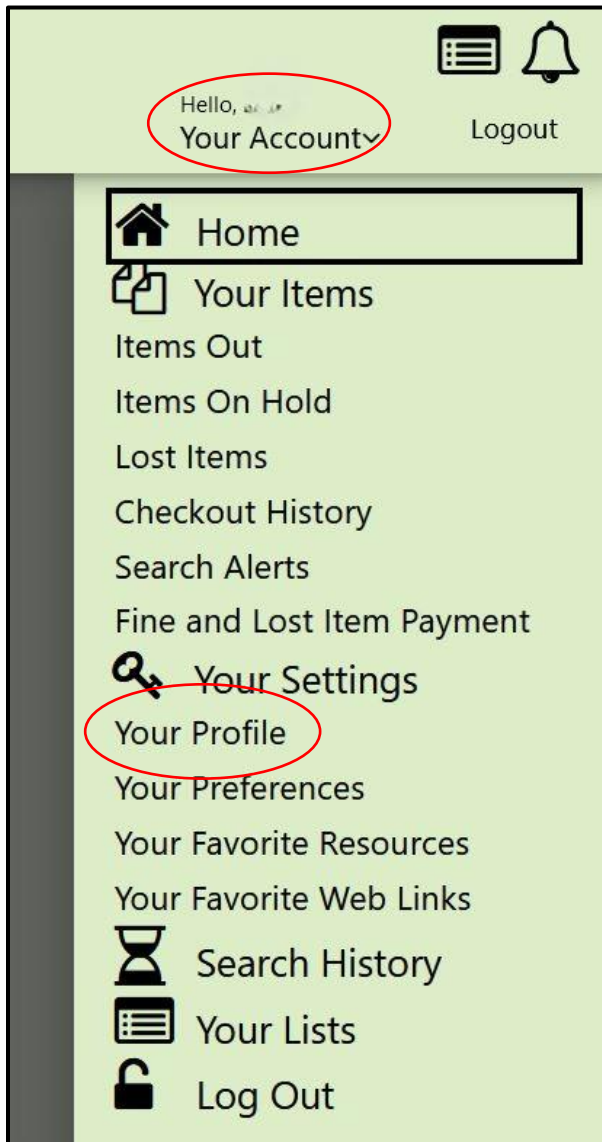 Hello,
Your Account
Logout
Home
Your Items
Items Out
Items On Hold
Lost Items
Checkout History
Search Alerts
Fine and Lost Item Payment
Your Settings
Your Profile
Your Preferences
Your Favorite Resources
Your Favorite Web Links
Search History
Your Lists
Log Out